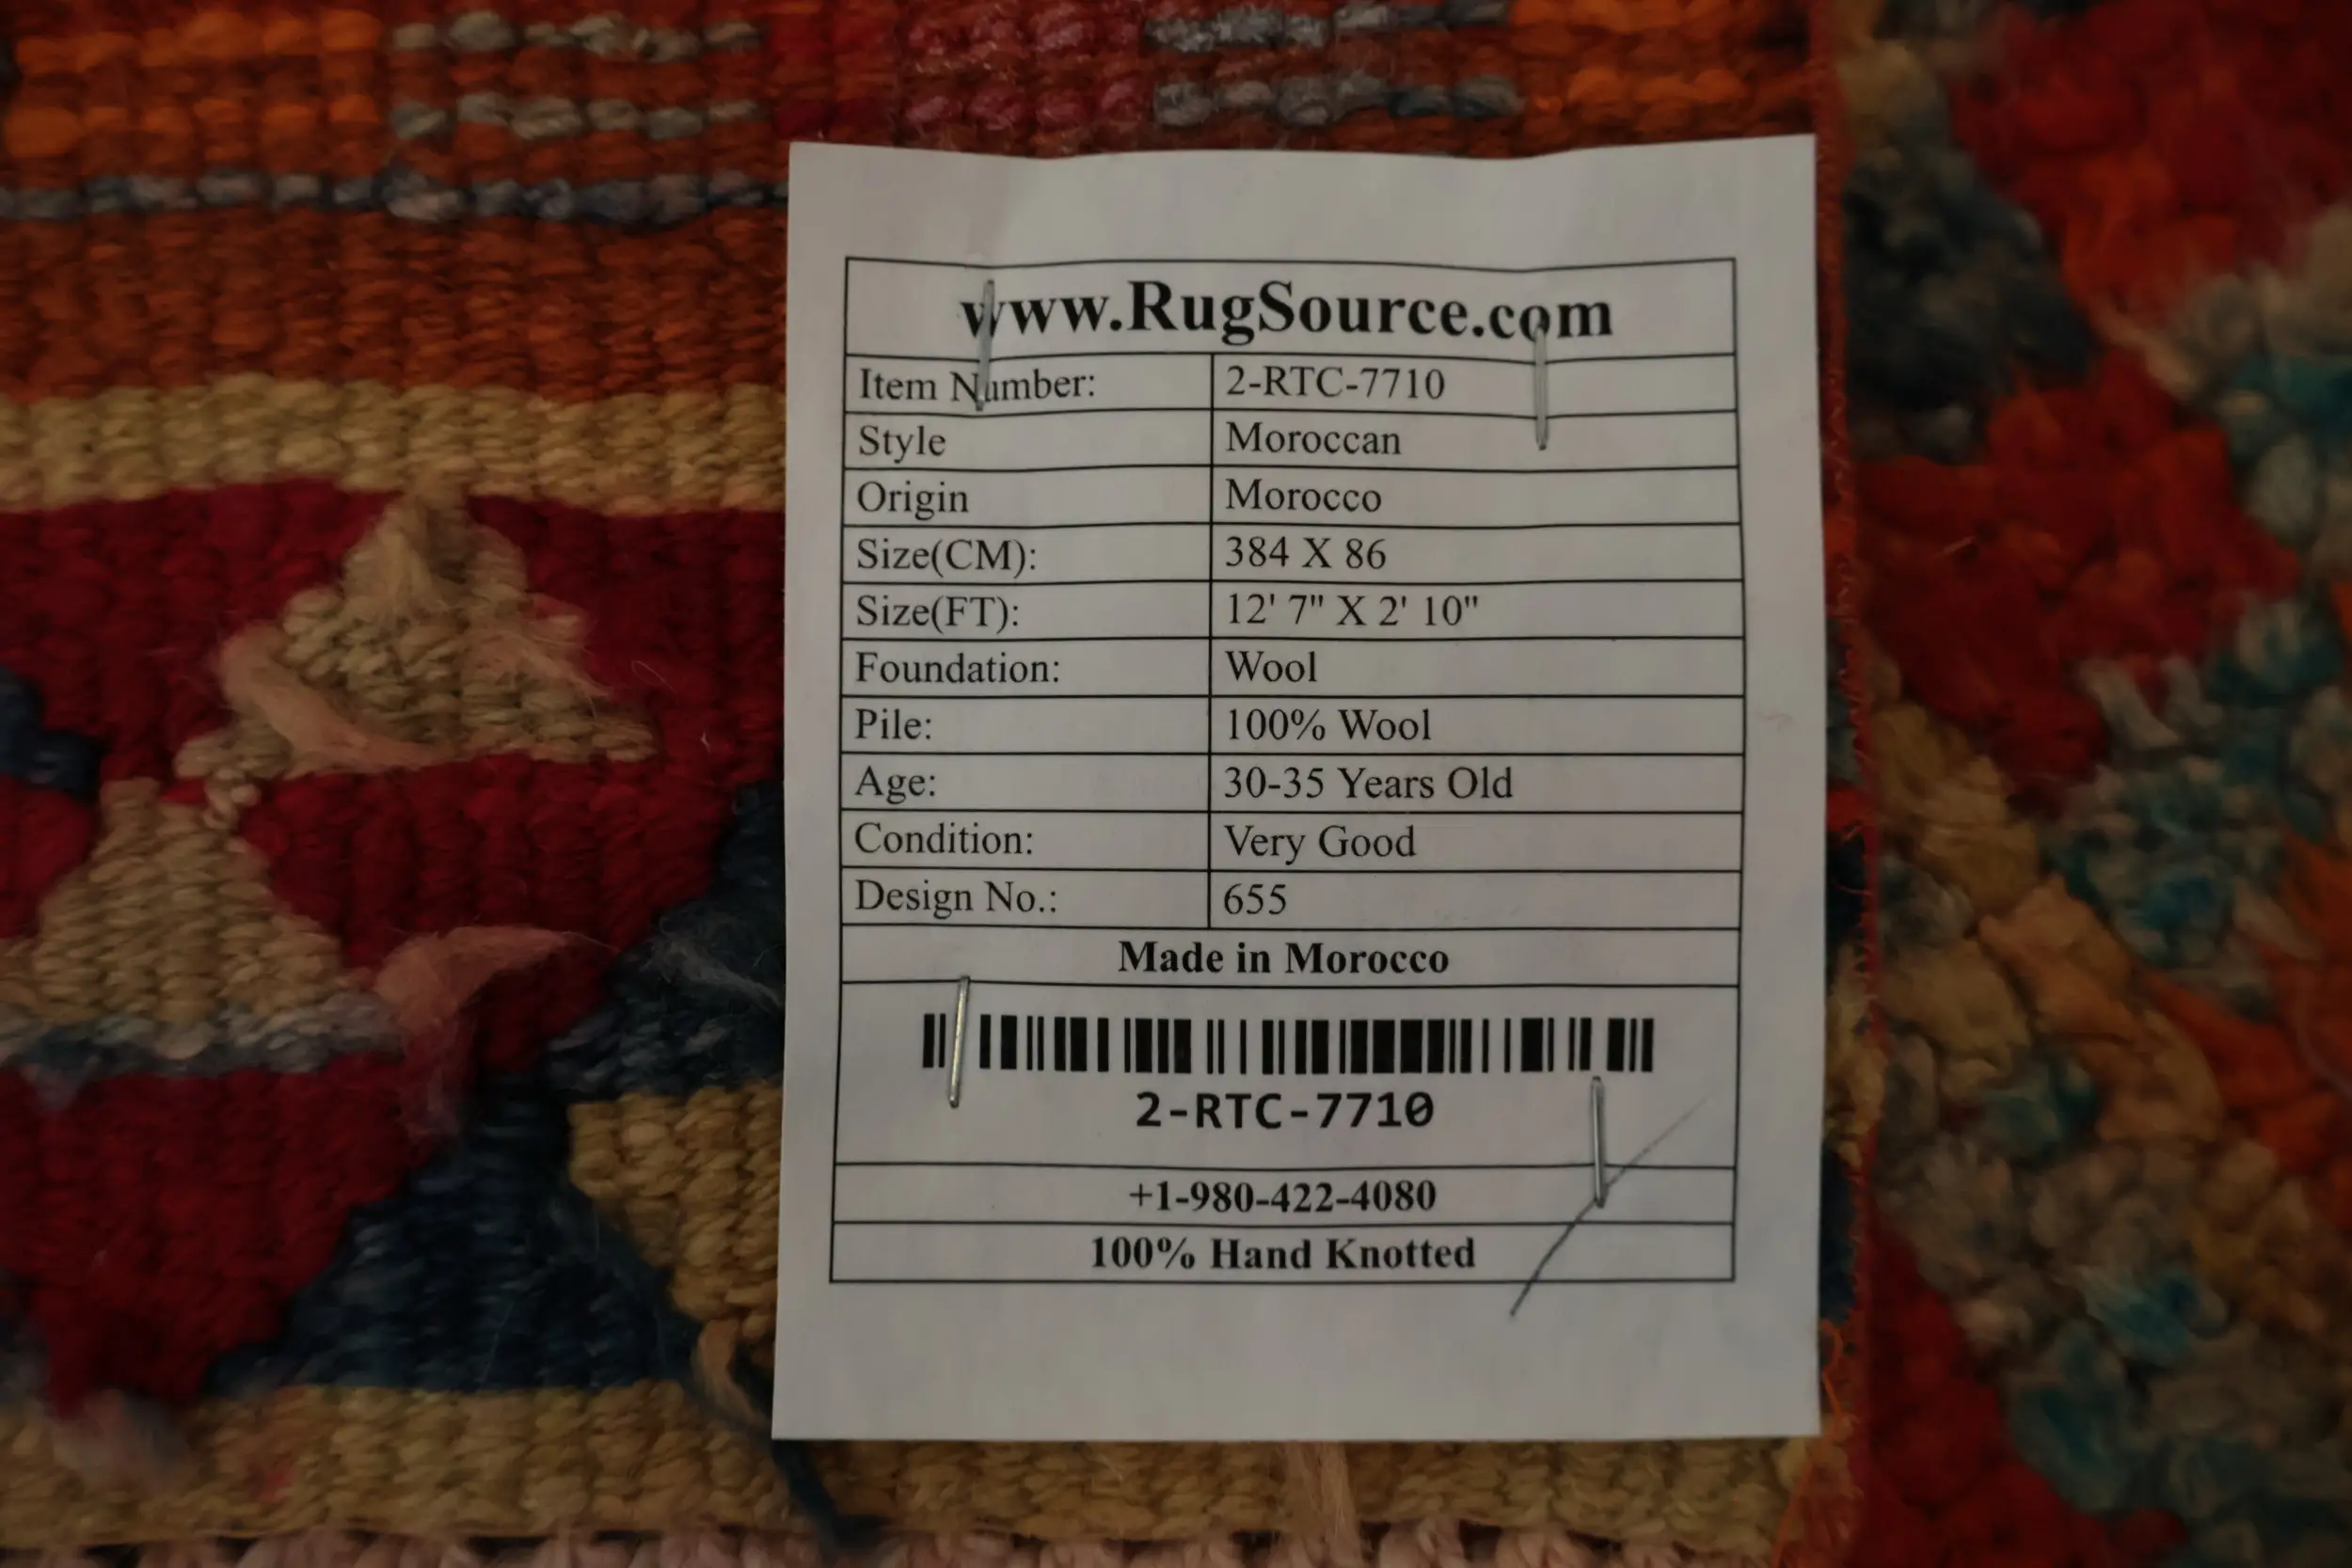 www.RugSource.com
Item Number: 2-RTC-7710
Style Moroccan
Origin Morocco
Size(CM): 384 X 86
Size(FT): 12' 7" X 2' 10"
Foundation: Wool
Pile: 100% Wool
Age: 30-35 Years Old
Condition: Very Good
Design No.: 655
Made in Morocco
2-RTC-7710
+1-980-422-4080
100% Hand Knotted